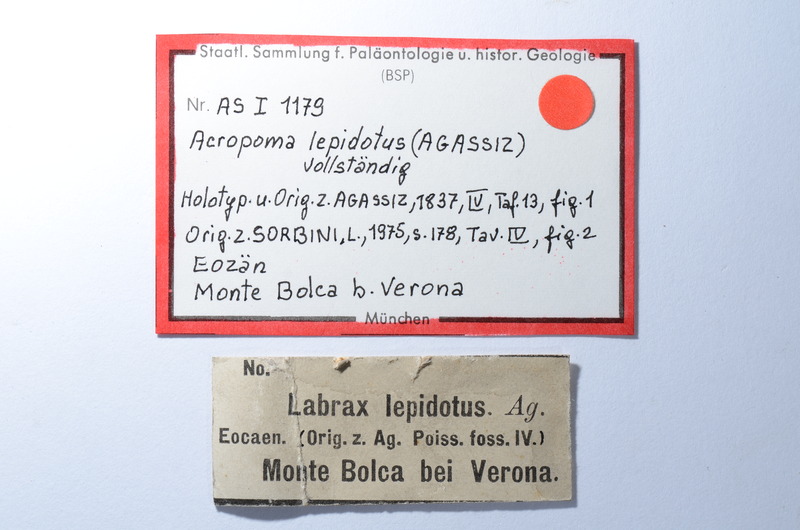 Staatl. Sammlung f. Paläontologie u. histor. Geologie
(BSP)
Nr. AS I 1179
Acropoma lepidotus (AGASSIZ)
vollständig
Holotyp. u. Orig. z. AGASSIZ, 1837, IV, Taf. 13, fig. 1
Orig. z. SORBINI, L., 1975, s. 178, Tav. IV, fig. 2
Eozän
Monte Bolca b. Verona
München
No.
Labrax lepidotus. Ag.
Eocaen. (Orig. z. Ag. Poiss. foss. IV.)
Monte Bolca bei Verona.